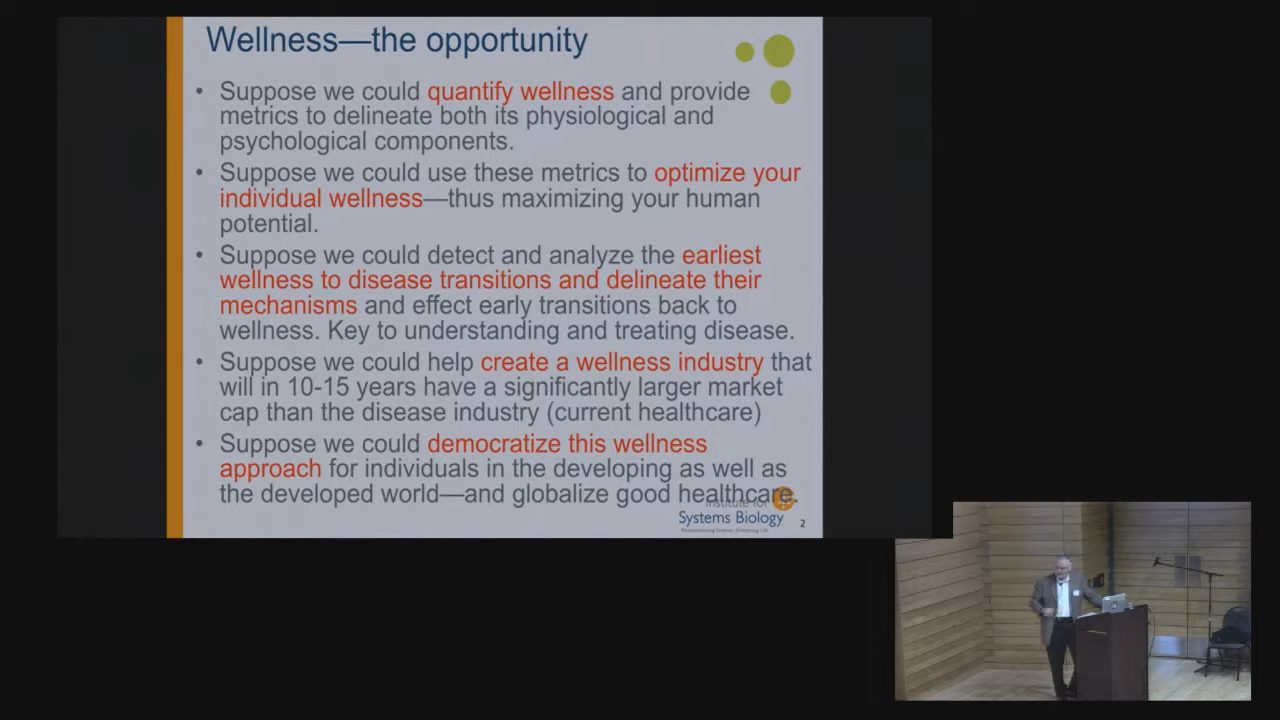 Wellness—the opportunity
• Suppose we could quantify wellness and provide
metrics to delineate both its physiological and
psychological components.
• Suppose we could use these metrics to optimize your
individual wellness—thus maximizing your human
potential.
• Suppose we could detect and analyze the earliest
wellness to disease transitions and delineate their
mechanisms and effect early transitions back to
wellness. Key to understanding and treating disease.
• Suppose we could help create a wellness industry that
will in 10-15 years have a significantly larger market
cap than the disease industry (current healthcare)
• Suppose we could democratize this wellness
approach for individuals in the developing as well as
the developed world—and globalize good healthcare.
Institute for
Systems Biology
2